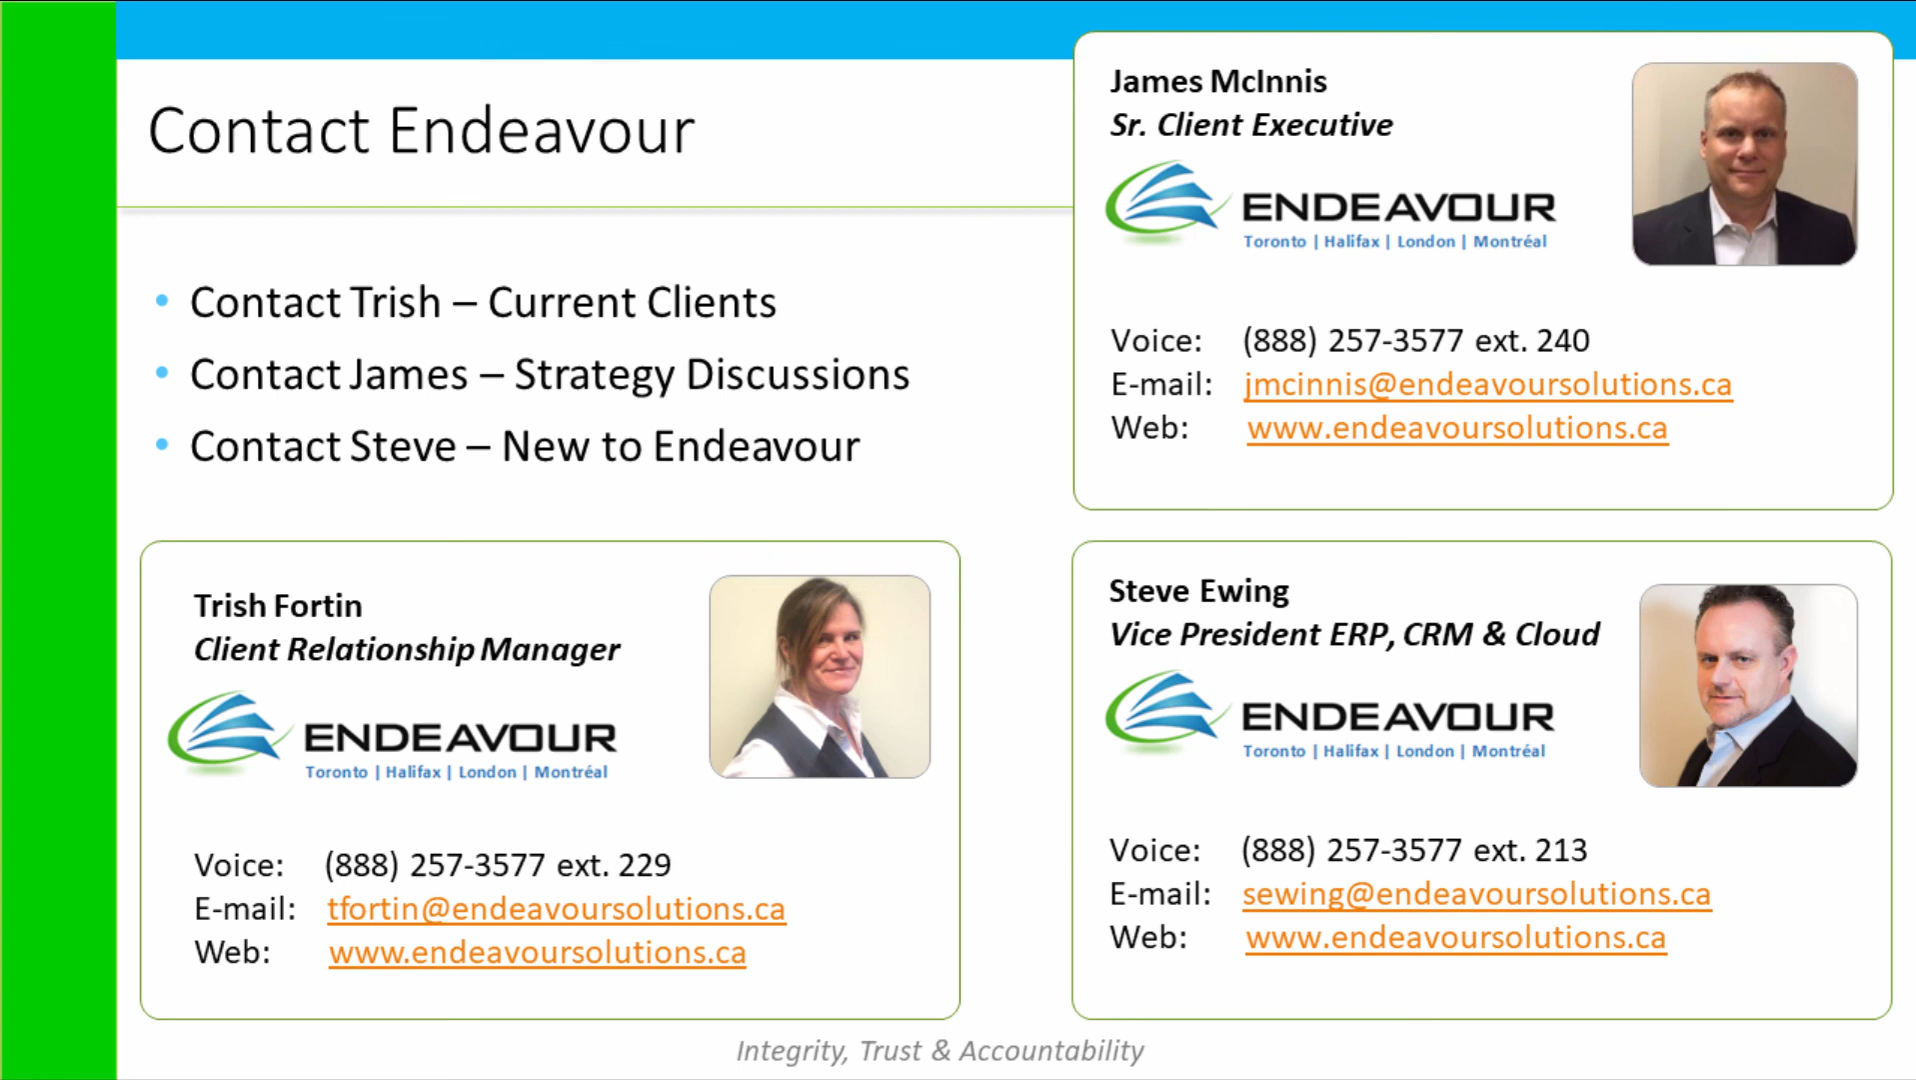 Contact Endeavour
• Contact Trish – Current Clients
• Contact James – Strategy Discussions
• Contact Steve – New to Endeavour
James McInnis
Sr. Client Executive
ENDEAVOUR
Toronto | Halifax | London | Montréal
Voice: (888) 257-3577 ext. 240
E-mail: jmcinnis@endeavoursolutions.ca
Web: www.endeavoursolutions.ca
Trish Fortin
Client Relationship Manager
ENDEAVOUR
Toronto | Halifax | London | Montréal
Voice: (888) 257-3577 ext. 229
E-mail: tfortin@endeavoursolutions.ca
Web: www.endeavoursolutions.ca
Steve Ewing
Vice President ERP, CRM & Cloud
ENDEAVOUR
Toronto | Halifax | London | Montréal
Voice: (888) 257-3577 ext. 213
E-mail: sewing@endeavoursolutions.ca
Web: www.endeavoursolutions.ca
Integrity, Trust & Accountability